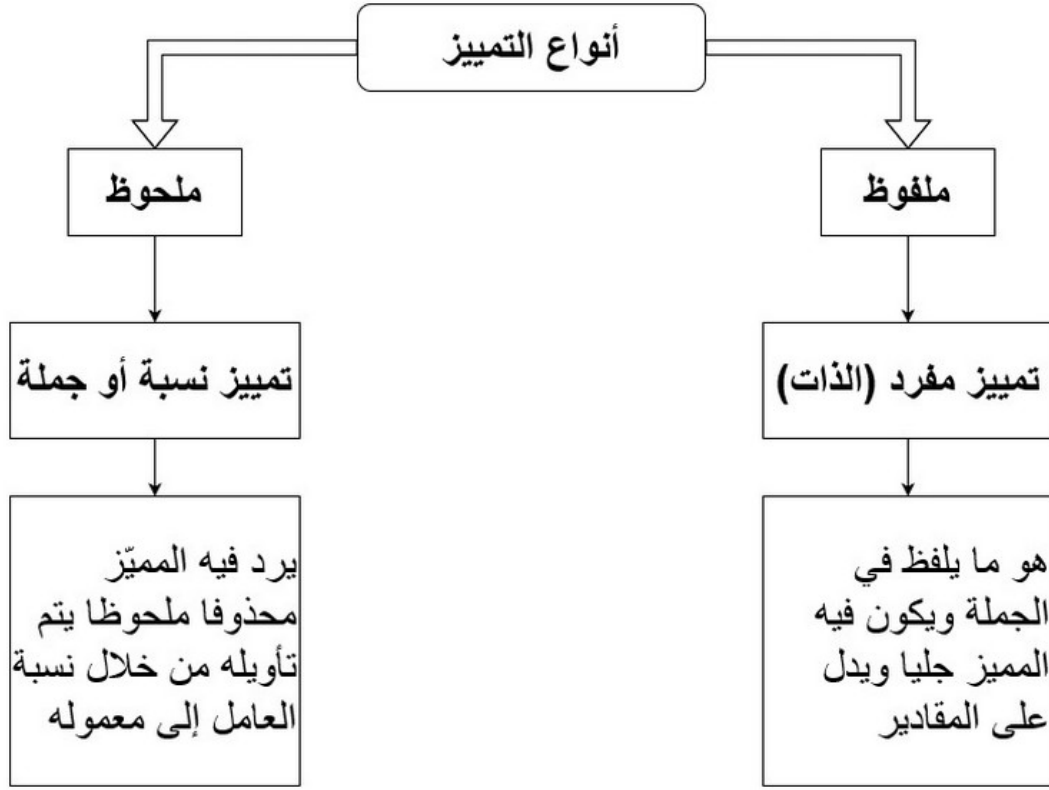 أنواع التمييز
ملفوظ
ملحوظ
تمييز مفرد (الذات)
تمييز نسبة أو جملة
هو ما يلفظ في
الجملة ويكون فيه
المميز جليا ويدل
على المقادير
يرد فيه المميّز
محذوفا ملحوظا يتم
تأويله من خلال نسبة
العامل إلى معموله